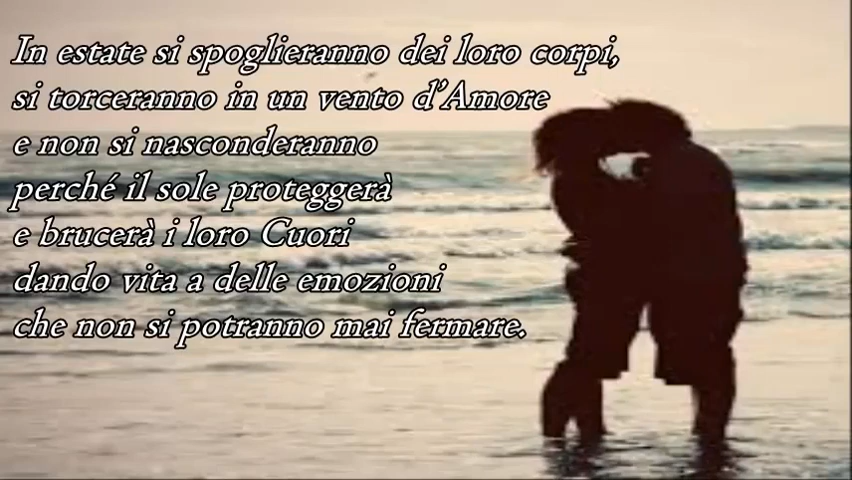 In estate si spoglieranno dei loro corpi,
si torceranno in un vento d'Amore
e non si nasconderanno
perché il sole proteggerà
e brucerà i loro Cuori
dando vita a delle emozioni
che non si potranno mai fermare.